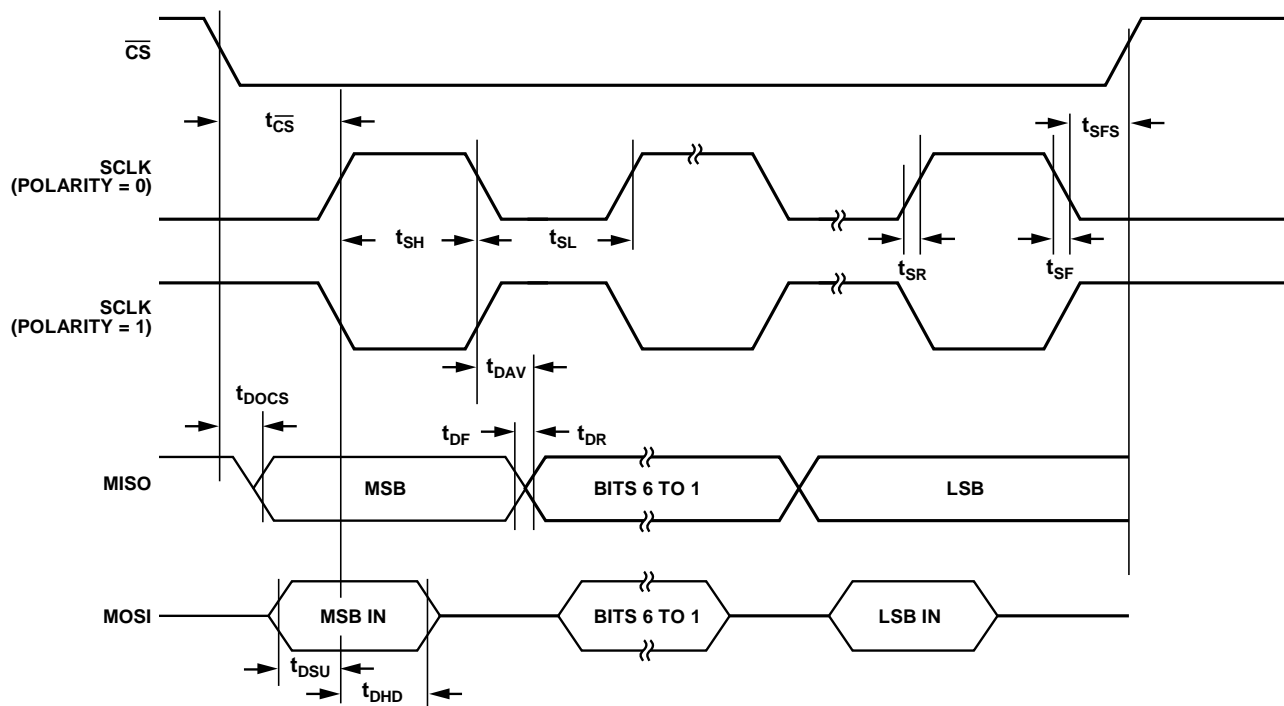 CS
tCS
tSFS
SCLK
(POLARITY = 0)
tSH
tSL
tSR
tSF
SCLK
(POLARITY = 1)
tDAV
tDOCS
tDF
tDR
MISO
MSB
BITS 6 TO 1
LSB
MOSI
MSB IN
BITS 6 TO 1
LSB IN
tDSU
tDHD